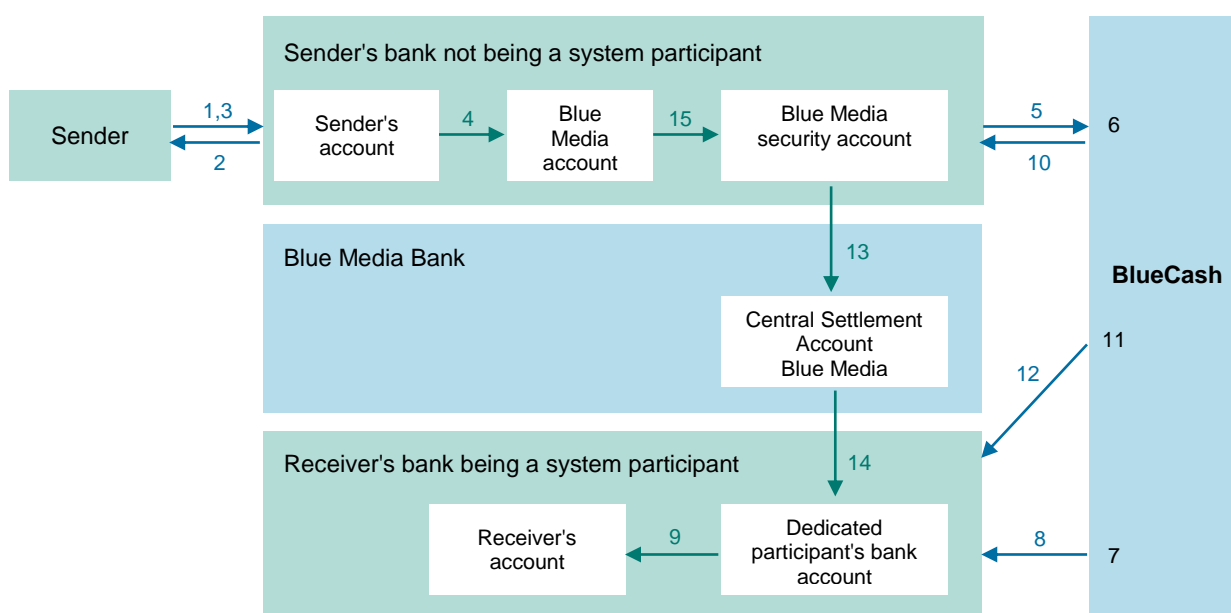 Sender's bank not being a system participant
Sender
1,3
2
Sender's
account
4
Blue
Media
account
15
Blue Media
security account
5
10
6
Blue Media Bank
13
BlueCash
Central Settlement
Account
Blue Media
11
12
Receiver's bank being a system participant
14
Receiver's
account
9
Dedicated
participant's bank
account
8
7